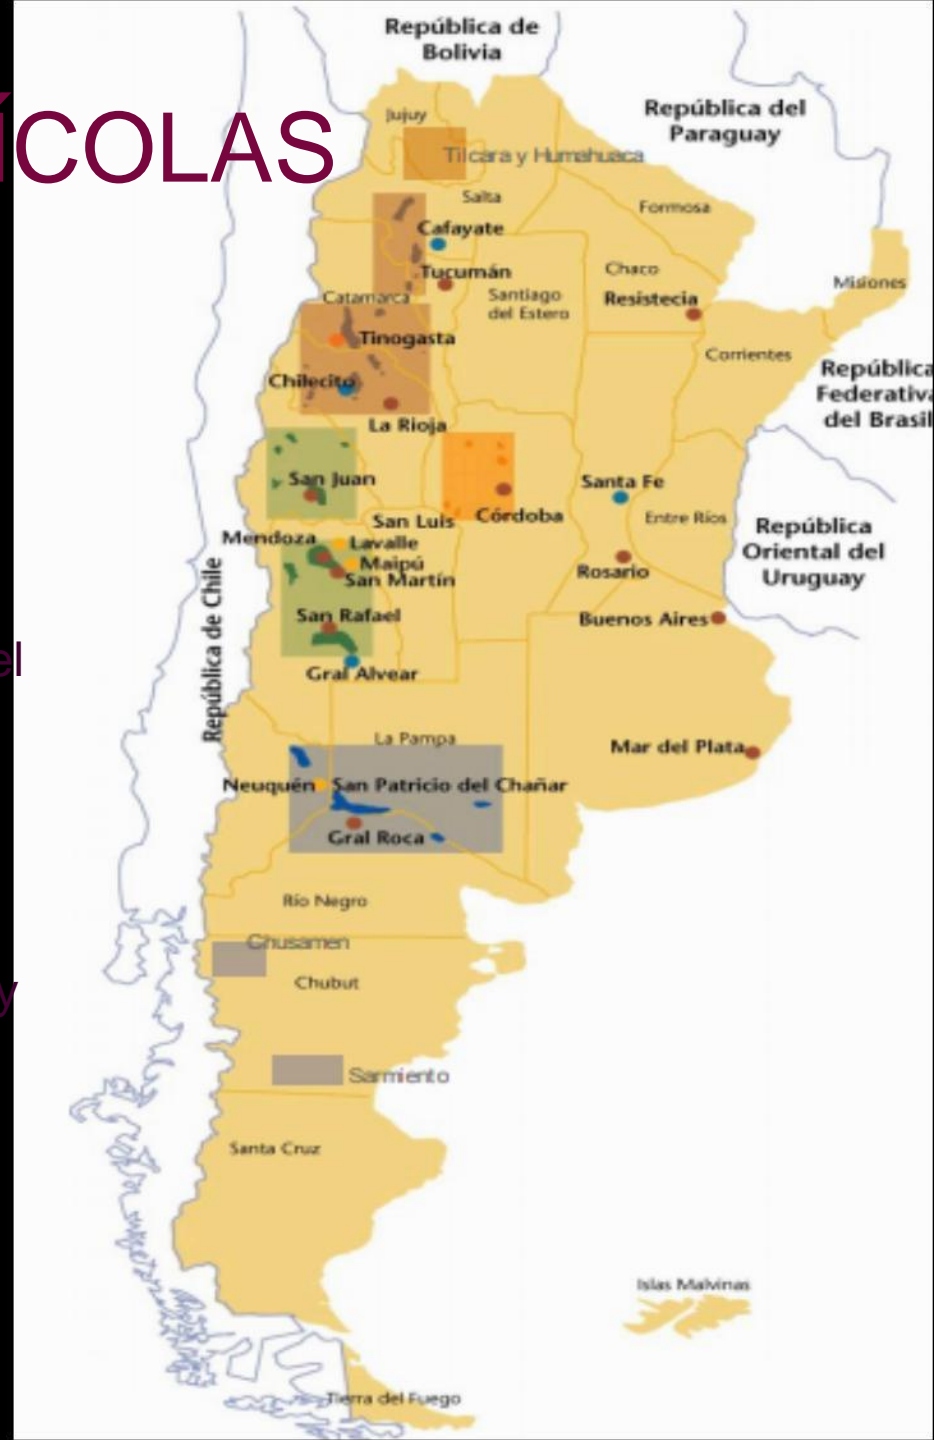 República de
Bolivia
República del
Paraguay
Jujuy
ÍCOLAS
Tilcara y Humahuaca
Salta
Formosa
Cafayate
Tucumán
Chaco
Misiones
Catamarca
Santiago
del Estero
Resistecia
Tinogasta
Corrientes
República
Federativa
del Brasil
Chilecito
La Rioja
San Juan
Santa Fe
Córdoba
San Luis
Entre Ríos
República
Oriental del
Uruguay
Mendoza
Lavalle
Maipú
San Martín
Rosario
San Rafael
Buenos Aires
República de Chile
el
Gral Alvear
La Pampa
Mar del Plata
Neuquén
San Patricio del Chañar
Gral Roca
Río Negro
Chusamen
Chubut
y
Sarmiento
Santa Cruz
Islas Malvinas
Tierra del Fuego